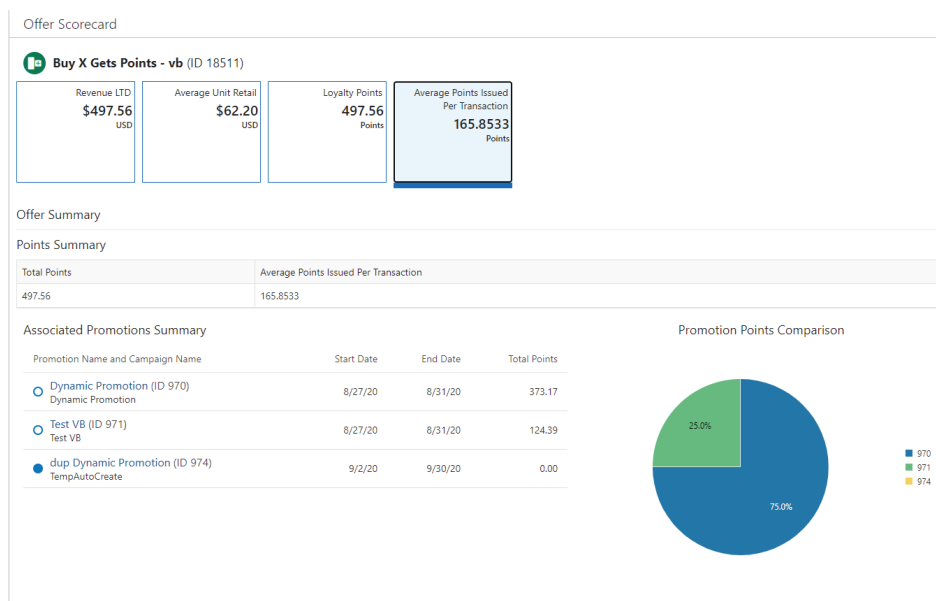 Offer Scorecard
Buy X Gets Points - vb (ID 18511)
Revenue LTD
$497.56
USD
Average Unit Retail
$62.20
USD
Loyalty Points
497.56
Points
Average Points Issued
Per Transaction
165.8533
Points
Offer Summary
Points Summary
Total Points Average Points Issued Per Transaction
497.56 165.8533
Associated Promotions Summary
Promotion Name and Campaign Name Start Date End Date Total Points
Dynamic Promotion (ID 970)
Dynamic Promotion
8/27/20 8/31/20 373.17
Test VB (ID 971)
Test VB
8/27/20 8/31/20 124.39
dup Dynamic Promotion (ID 974)
TempAutoCreate
9/2/20 9/30/20 0.00
Promotion Points Comparison
25.0%
75.0%
970
971
974